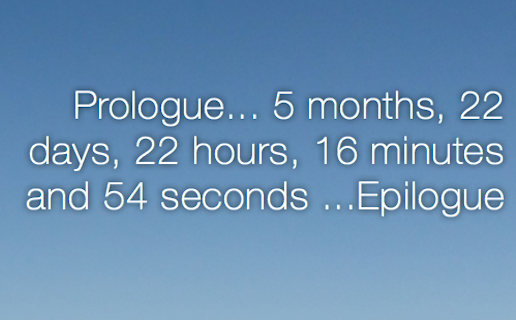 Prologue... 5 months, 22
days, 22 hours, 16 minutes
and 54 seconds ...Epilogue